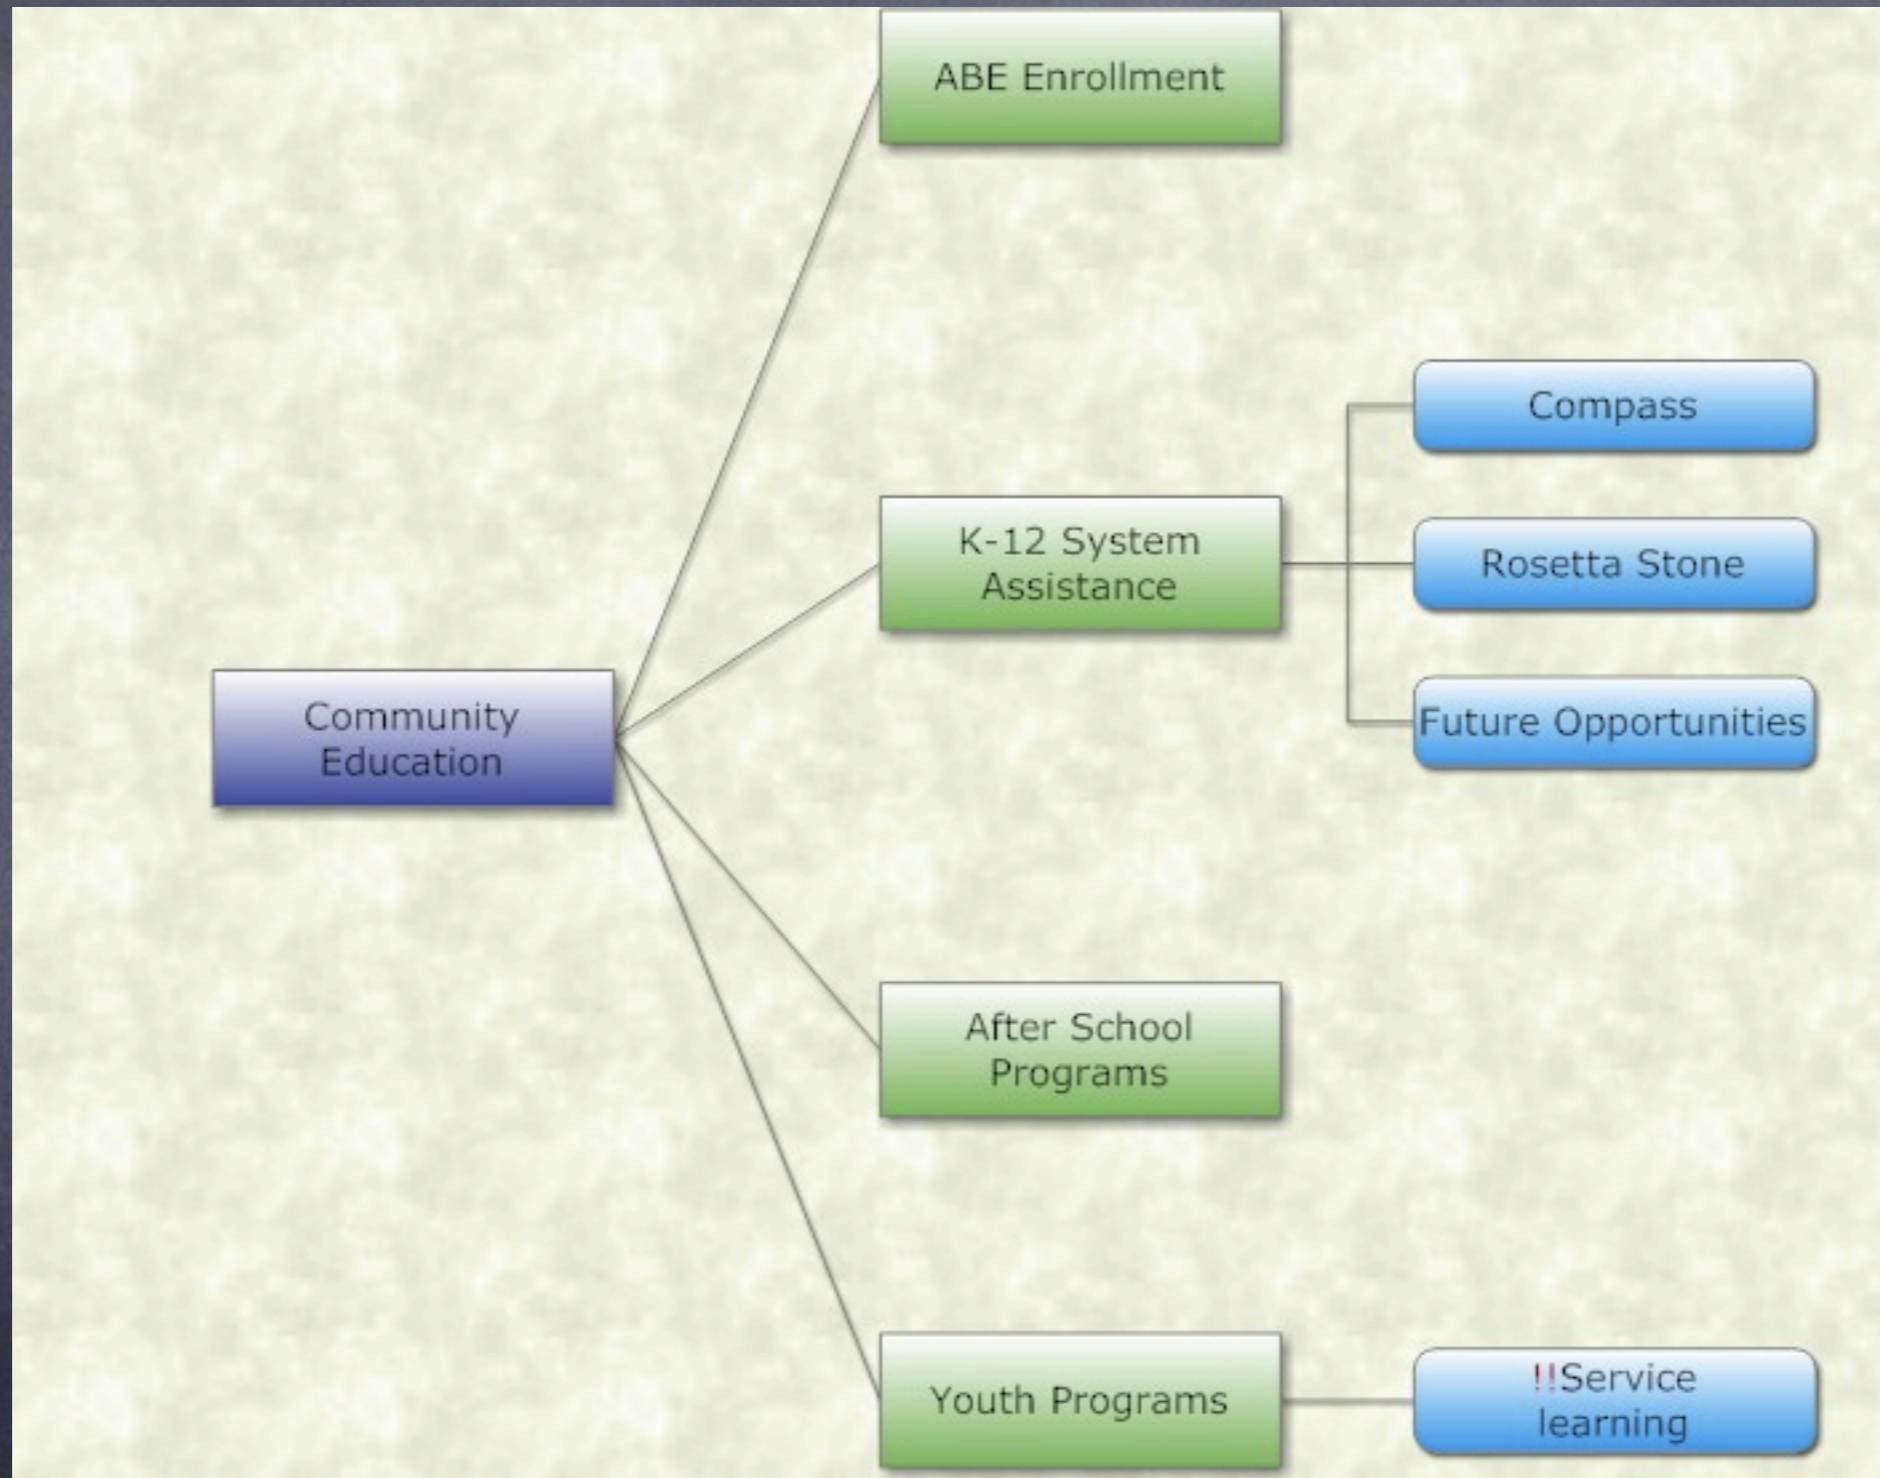 ABE Enrollment
Compass
K-12 System
Assistance
Rosetta Stone
Future Opportunities
Community
Education
After School
Programs
Youth Programs
!!Service
learning